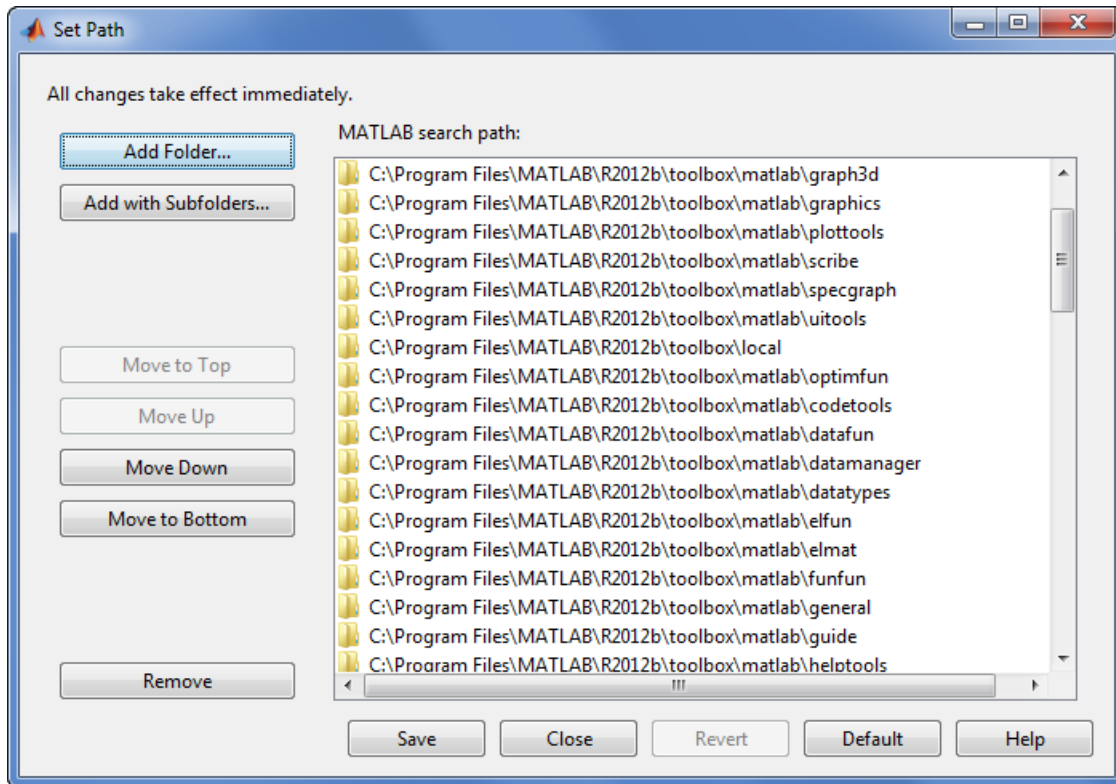 Set Path
All changes take effect immediately.
Add Folder...
Add with Subfolders...
Move to Top
Move Up
Move Down
Move to Bottom
Remove
MATLAB search path:
C:\Program Files\MATLAB\R2012b\toolbox\matlab\graph3d
C:\Program Files\MATLAB\R2012b\toolbox\matlab\graphics
C:\Program Files\MATLAB\R2012b\toolbox\matlab\plottools
C:\Program Files\MATLAB\R2012b\toolbox\matlab\scribe
C:\Program Files\MATLAB\R2012b\toolbox\matlab\specgraph
C:\Program Files\MATLAB\R2012b\toolbox\matlab\uitools
C:\Program Files\MATLAB\R2012b\toolbox\local
C:\Program Files\MATLAB\R2012b\toolbox\matlab\optimfun
C:\Program Files\MATLAB\R2012b\toolbox\matlab\codetools
C:\Program Files\MATLAB\R2012b\toolbox\matlab\datafun
C:\Program Files\MATLAB\R2012b\toolbox\matlab\datamanager
C:\Program Files\MATLAB\R2012b\toolbox\matlab\datatypes
C:\Program Files\MATLAB\R2012b\toolbox\matlab\elfun
C:\Program Files\MATLAB\R2012b\toolbox\matlab\elmat
C:\Program Files\MATLAB\R2012b\toolbox\matlab\funfun
C:\Program Files\MATLAB\R2012b\toolbox\matlab\general
C:\Program Files\MATLAB\R2012b\toolbox\matlab\guide
C:\Program Files\MATLAB\R2012b\toolbox\matlab\helptools
Save
Close
Revert
Default
Help